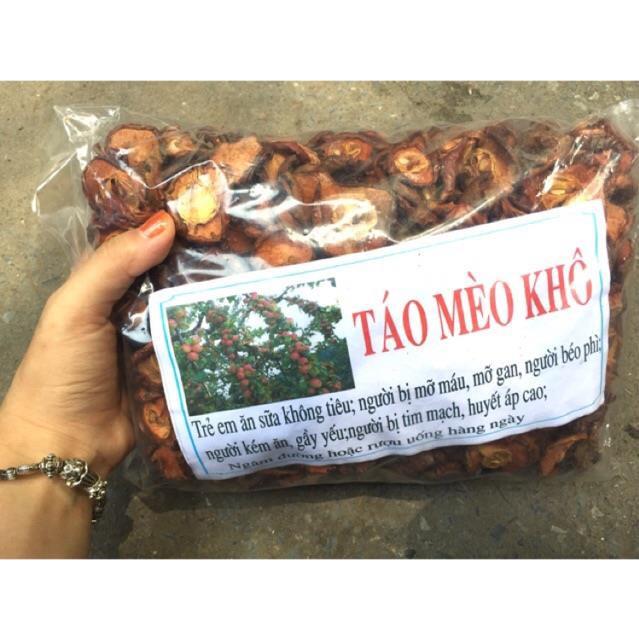 TÁO MÈO KHÔ
Trẻ em ăn sữa không tiêu; người bị mỡ máu, mỡ gan, người béo phì;
người kém ăn, gầy yếu;người bị tim mạch, huyết áp cao;
Ngâm đường hoặc rượu uống hàng ngày